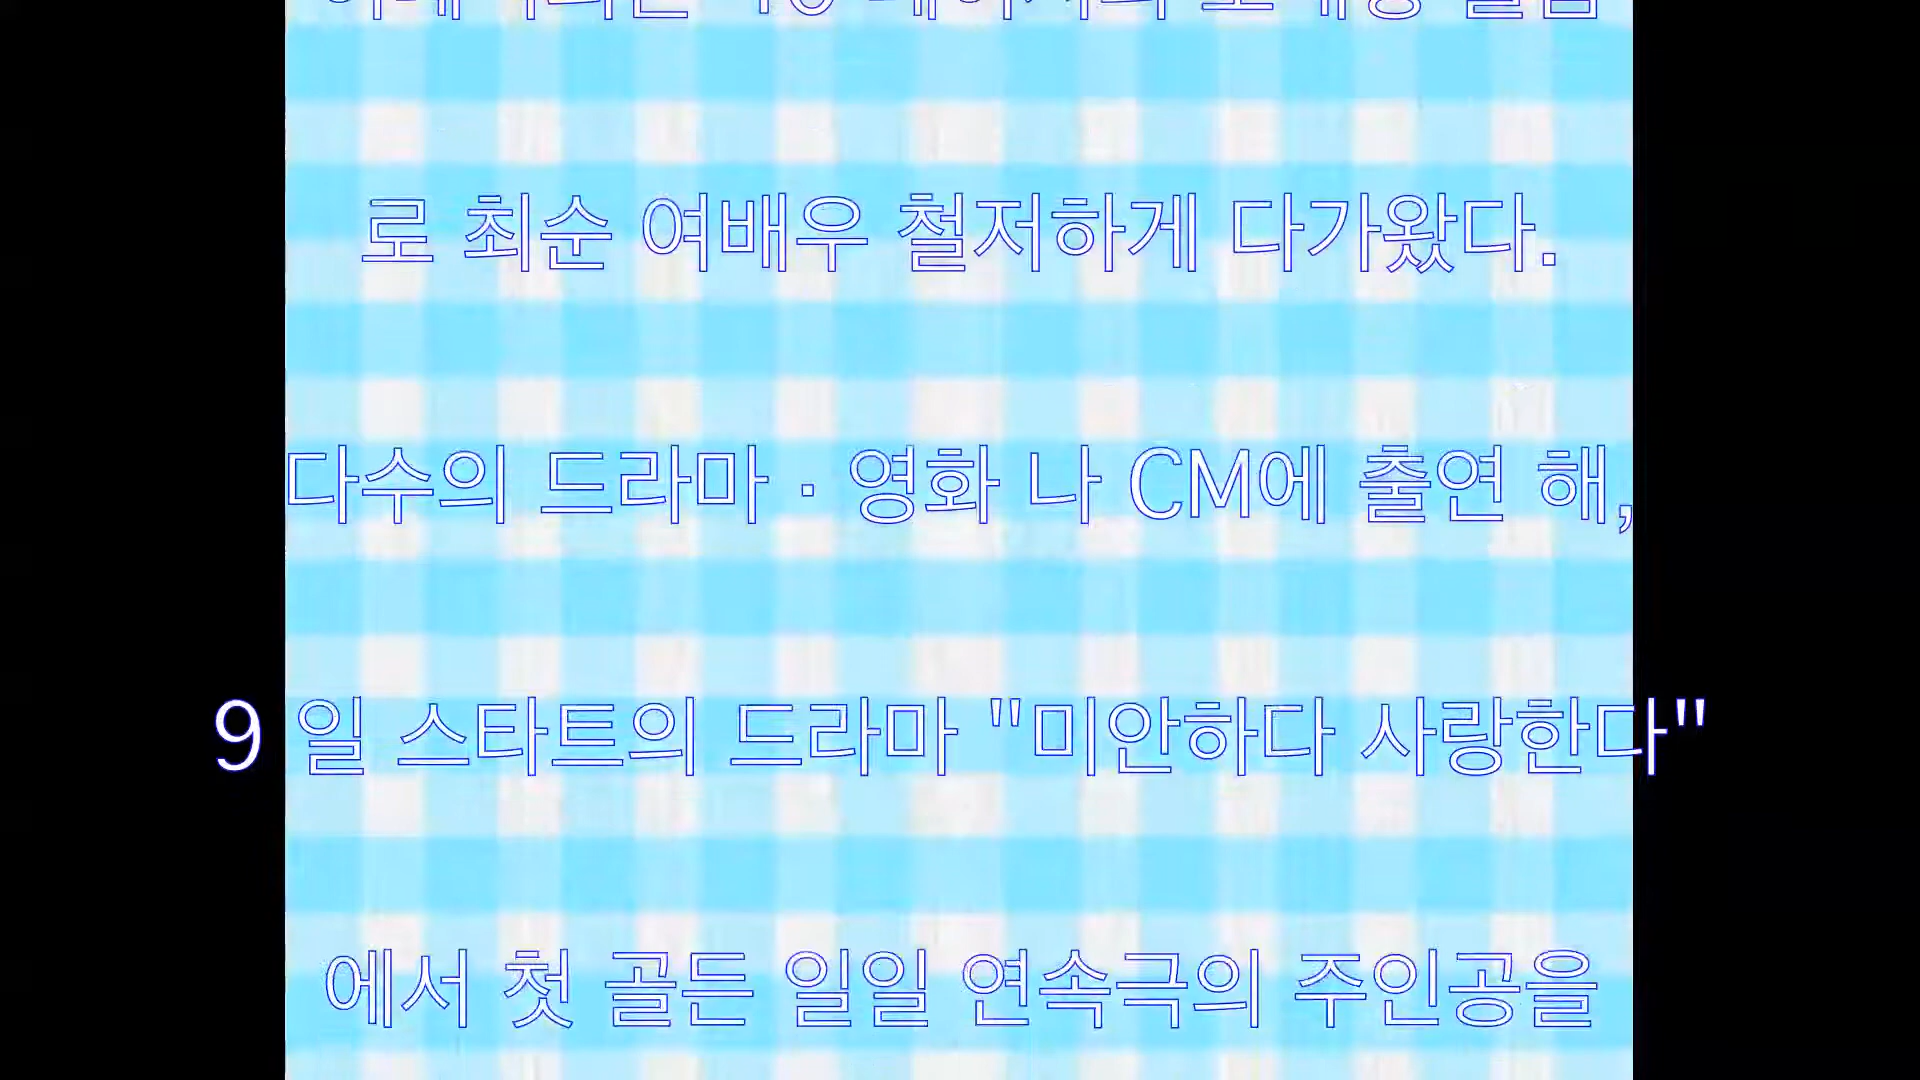 로 최순 여배우 철저하게 다가왔다.
다수의 드라마 · 영화 나 CM에 출연 해,
9 일 스타트의 드라마 "미안하다 사랑한다"
에서 첫 골든 일일 연속극의 주인공을